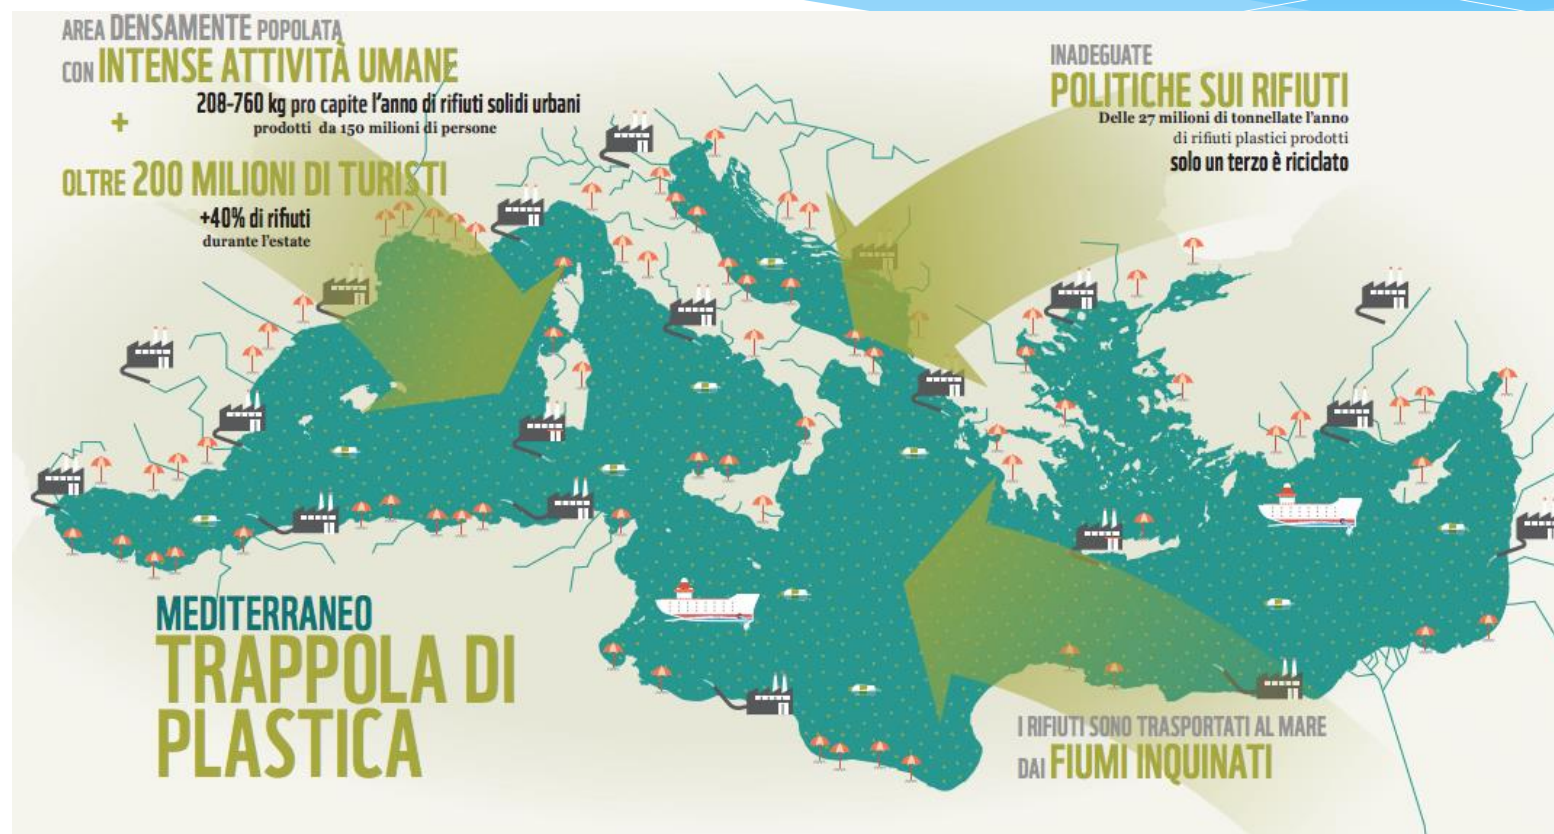 AREA DENSAMENTE POPOLATA
CON INTENSE ATTIVITÀ UMANE
208-760 kg pro capite l'anno di rifiuti solidi urbani
prodotti da 150 milioni di persone
+
OLTRE 200 MILIONI DI TURISTI
+40% di rifiuti
durante l'estate
INADEGUATE
POLITICHE SUI RIFIUTI
Delle 27 milioni di tonnellate l'anno
di rifiuti plastici prodotti
solo un terzo è riciclato
MEDITERRANEO
TRAPPOLA DI
PLASTICA
I RIFIUTI SONO TRASPORTATI AL MARE
DAI FIUMI INQUINATI